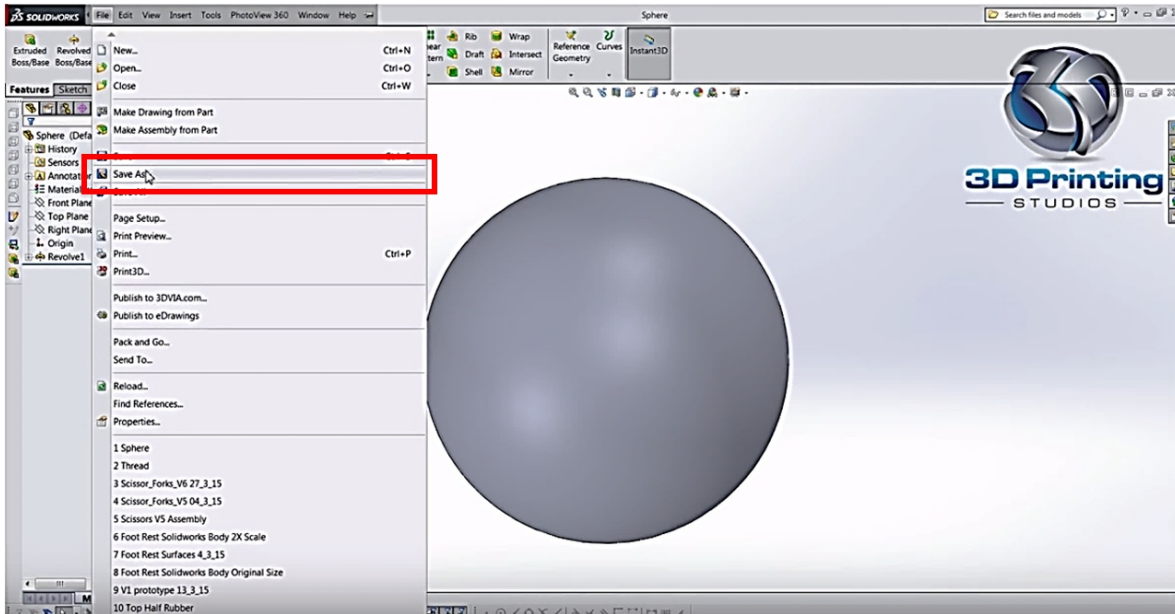 SOLIDWORKS File Edit View Insert Tools PhotoView 360 Window Help Sphere Search files and models
Extruded Boss/Base
Revolved Boss/Base
Rib Wrap
Draft Intersect
Shell Mirror
Reference Geometry
Curves
Instant3D
Features Sketch
Sphere (Defa
History
Sensors
Annotation
Material
Front Plane
Top Plane
Right Plane
Origin
Revolve1
New... Ctrl+N
Open... Ctrl+O
Close Ctrl+W
Make Drawing from Part
Make Assembly from Part
Save As
Page Setup...
Print Preview...
Print... Ctrl+P
Print3D...
Publish to 3DVIA.com...
Publish to eDrawings
Pack and Go...
Send To...
Reload...
Find References...
Properties...
1 Sphere
2 Thread
3 Scissor_Forks_V6 27_3_15
4 Scissor_Forks_V5 04_3_15
5 Scissors V5 Assembly
6 Foot Rest Solidworks Body 2X Scale
7 Foot Rest Surfaces 4_3_15
8 Foot Rest Solidworks Body Original Size
9 V1 prototype 13_3_15
10 Top Half Rubber
3D Printing
STUDIOS